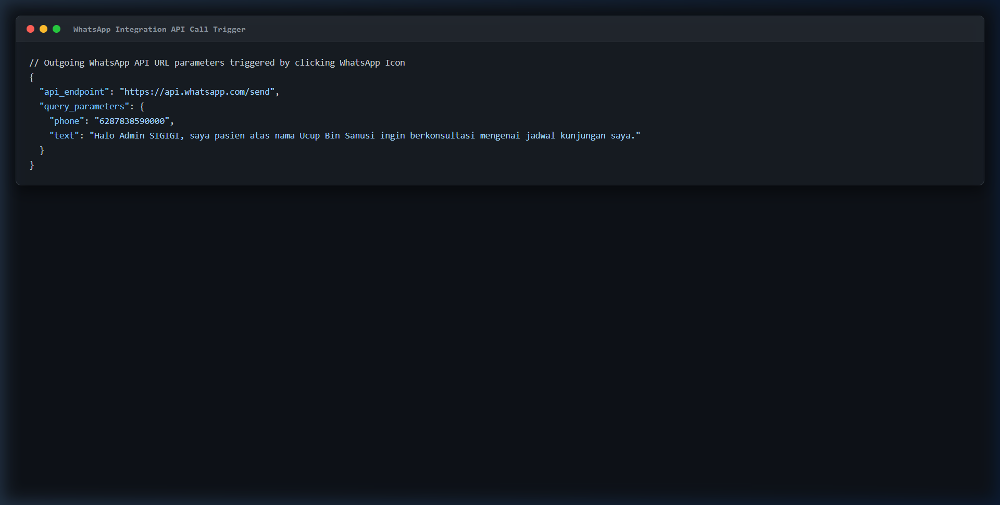 WhatsApp Integration API Call Trigger
// Outgoing WhatsApp API URL parameters triggered by clicking WhatsApp Icon
{
  "api_endpoint": "https://api.whatsapp.com/send",
  "query_parameters": {
    "phone": "6287838590000",
    "text": "Halo Admin SIGIGI, saya pasien atas nama Ucup Bin Sanusi ingin berkonsultasi mengenai jadwal kunjungan saya."
  }
}